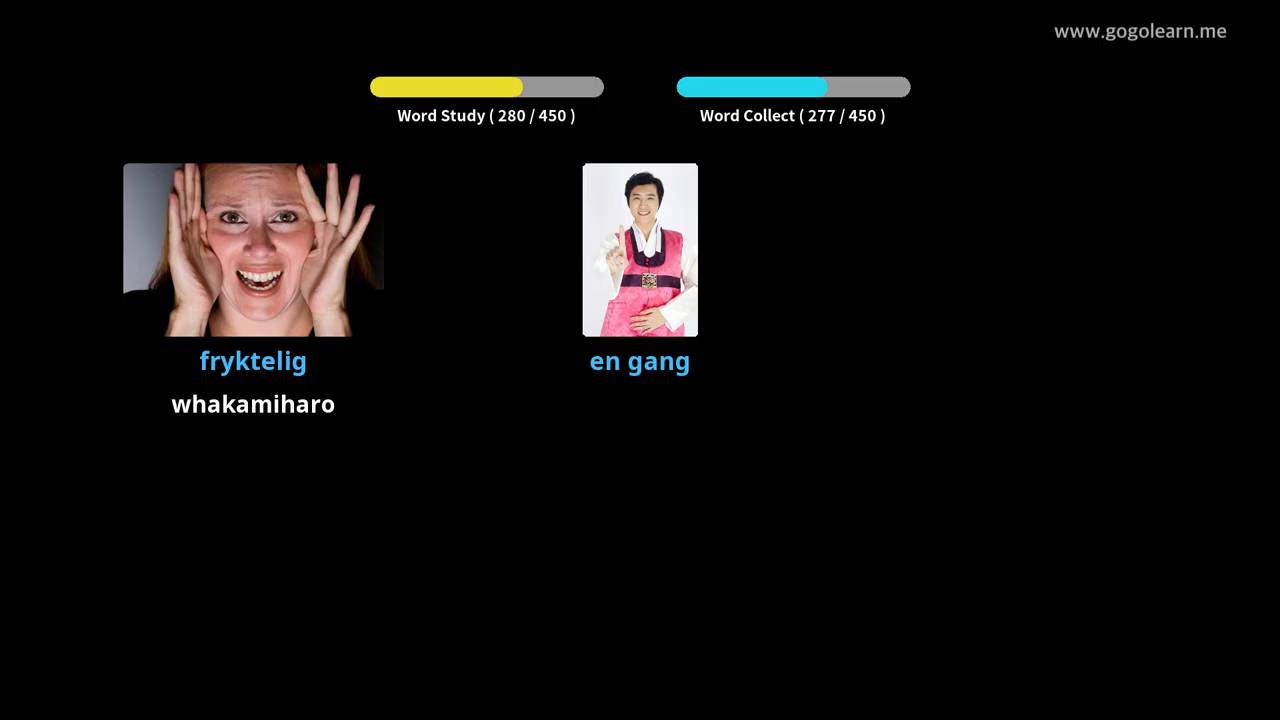 www.gogolearn.me
Word Study ( 280 / 450 )
Word Collect ( 277 / 450 )
fryktelig
en gang
whakamiharo